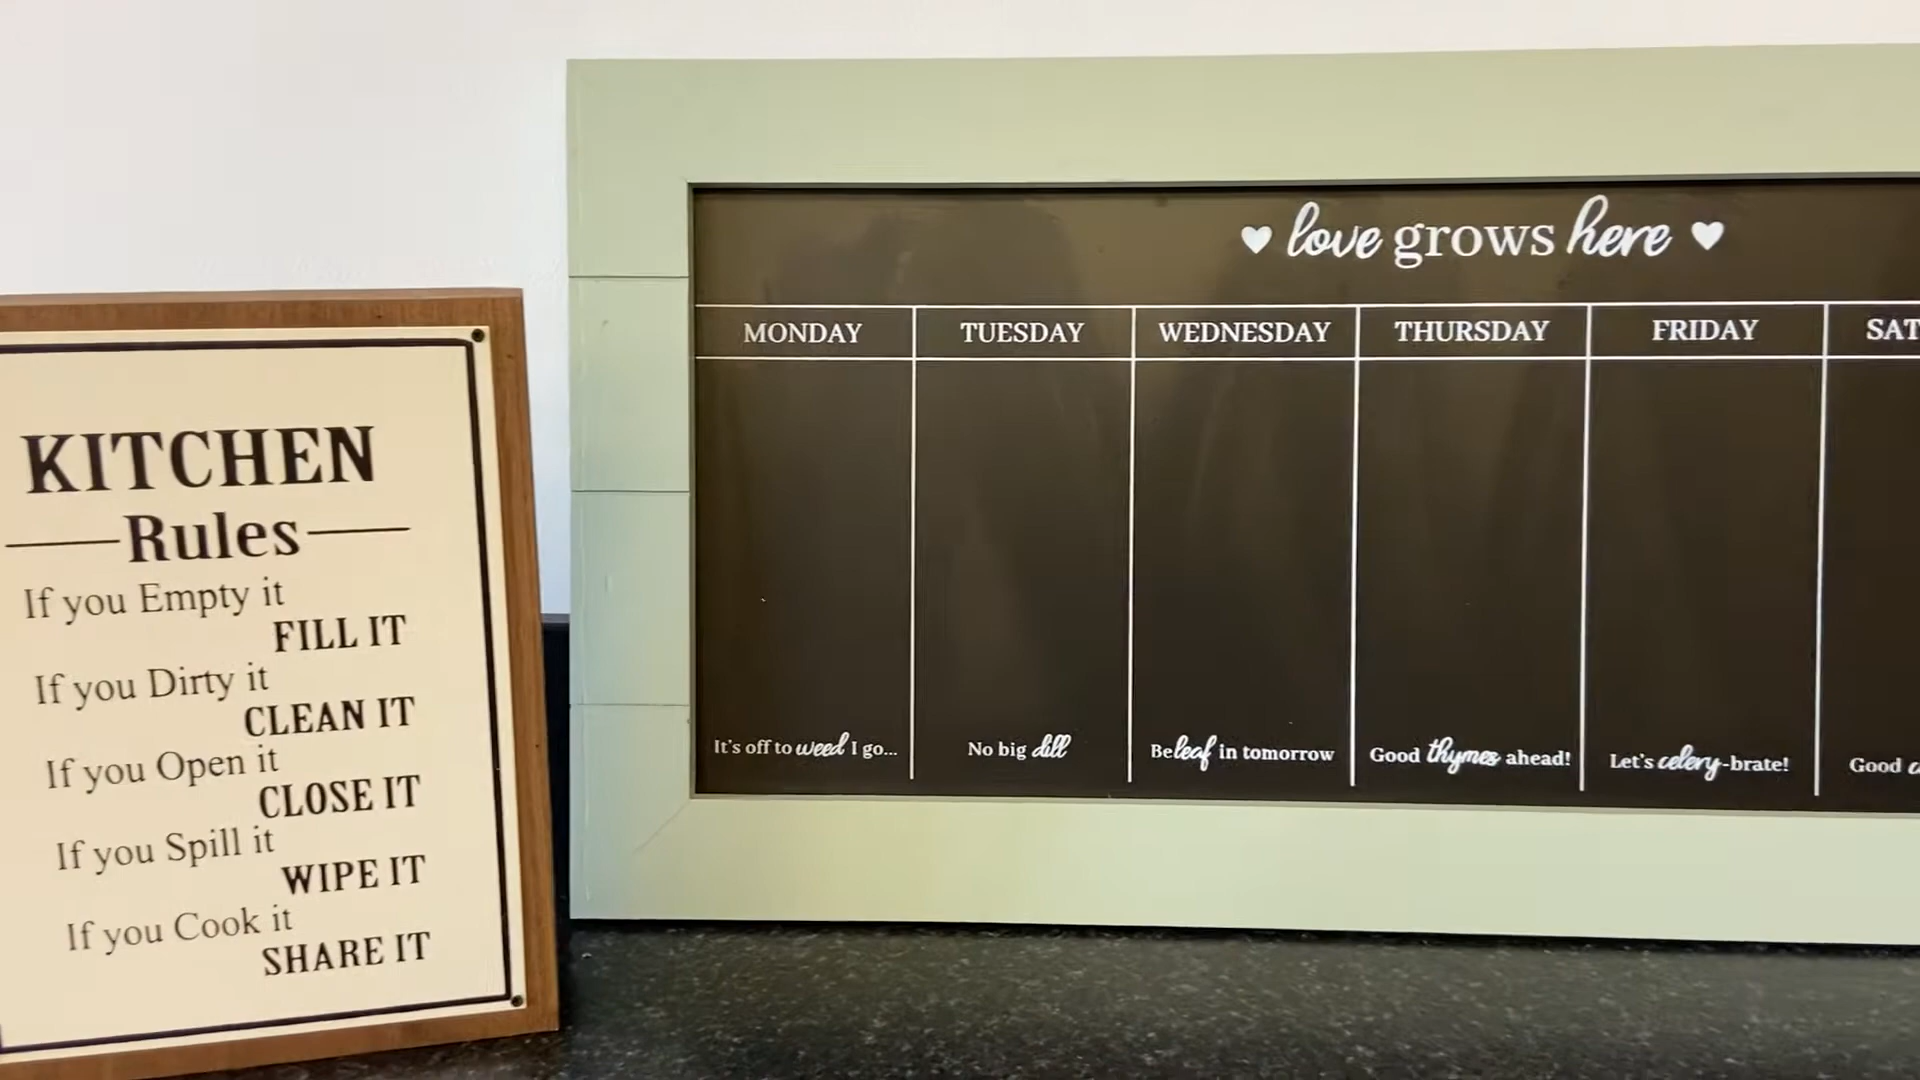 KITCHEN
Rules
If you Empty it
FILL IT
If you Dirty it
CLEAN IT
If you Open it
CLOSE IT
If you Spill it
WIPE IT
If you Cook it
SHARE IT
love grows here
MONDAY TUESDAY WEDNESDAY THURSDAY FRIDAY SAT
It's off to weed I go... No big dill Beleaf in tomorrow Good thymes ahead! Let's celery-brate! Good